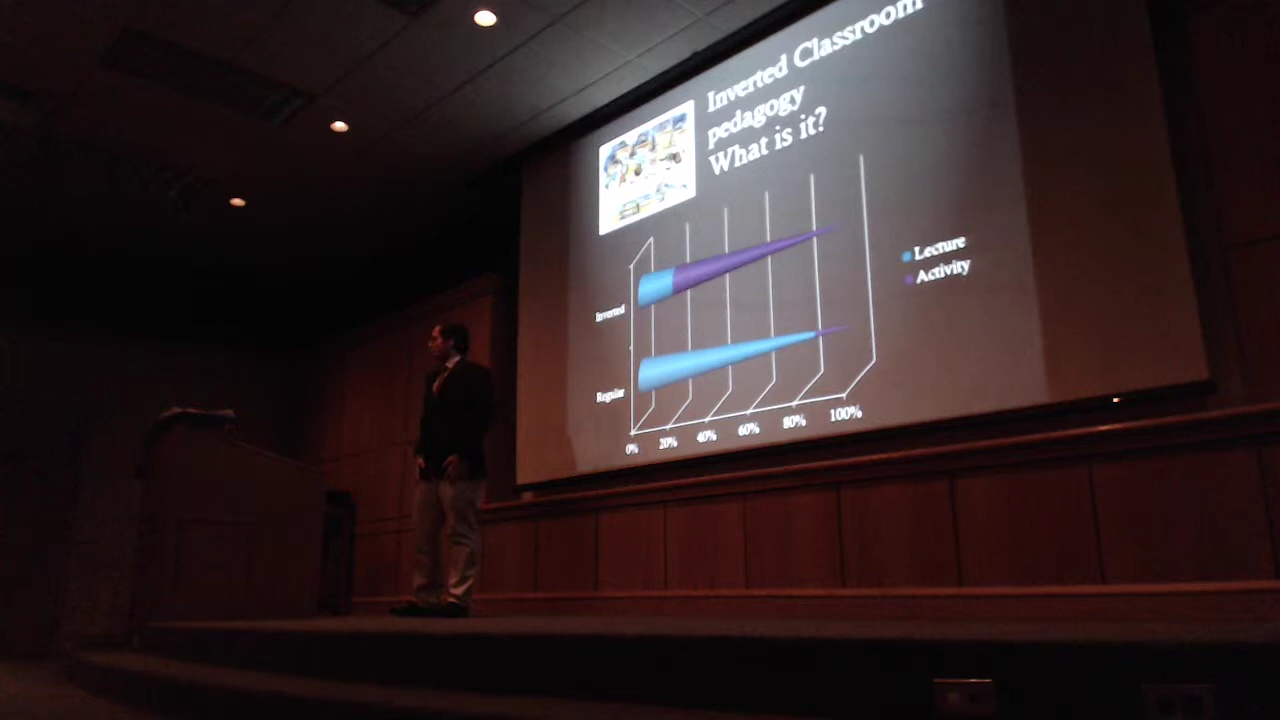 Inverted Classroom
pedagogy
What is it?
Lecture
Activity
Inverted
Regular
0% 20% 40% 60% 80% 100%